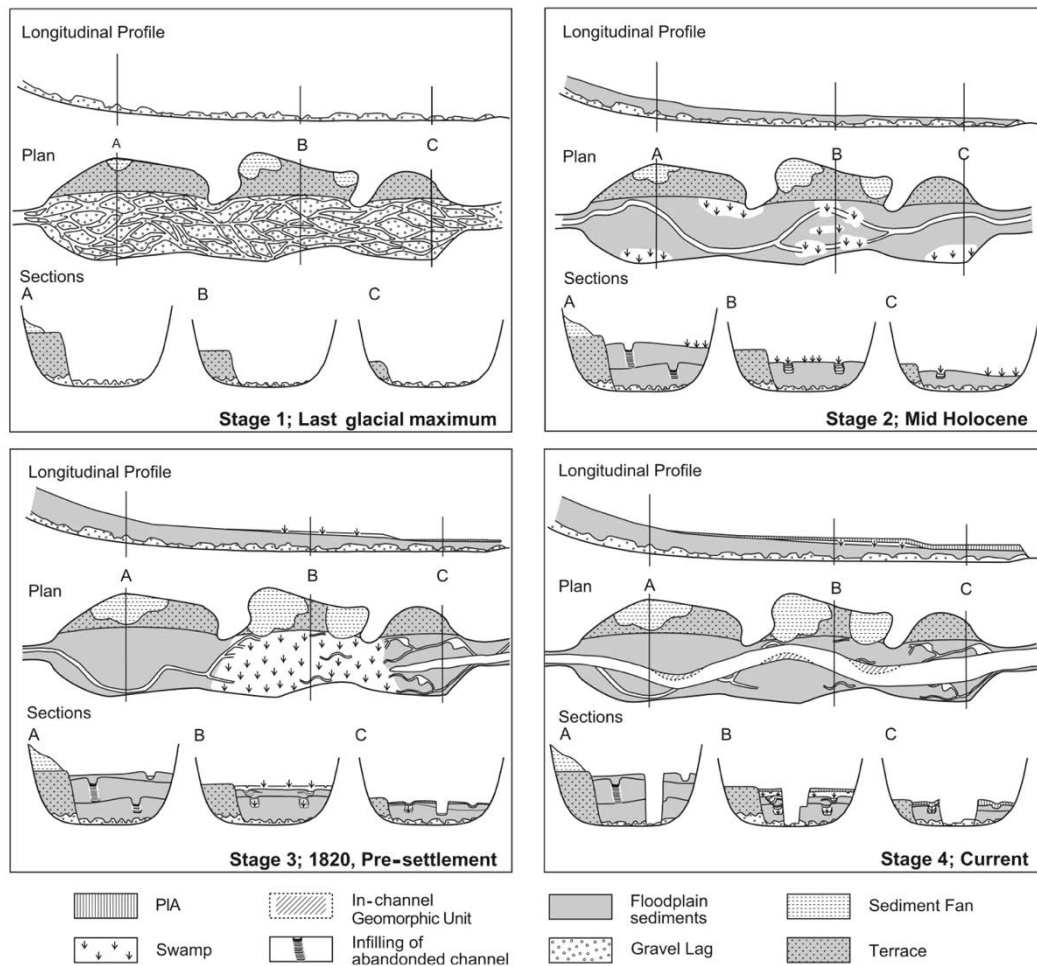 Longitudinal Profile
A
B
C
Plan
Sections
A
B
C
Stage 1; Last glacial maximum
Longitudinal Profile
Plan
A
B
C
Sections
A
B
C
Stage 2; Mid Holocene
Longitudinal Profile
A
B
C
Plan
Sections
A
B
C
Stage 3; 1820, Pre-settlement
Longitudinal Profile
Plan
A
B
C
Sections
A
B
C
Stage 4; Current
PIA
In-channel
Geomorphic Unit
Floodplain
sediments
Sediment Fan
Swamp
Infilling of
abandonded channel
Gravel Lag
Terrace